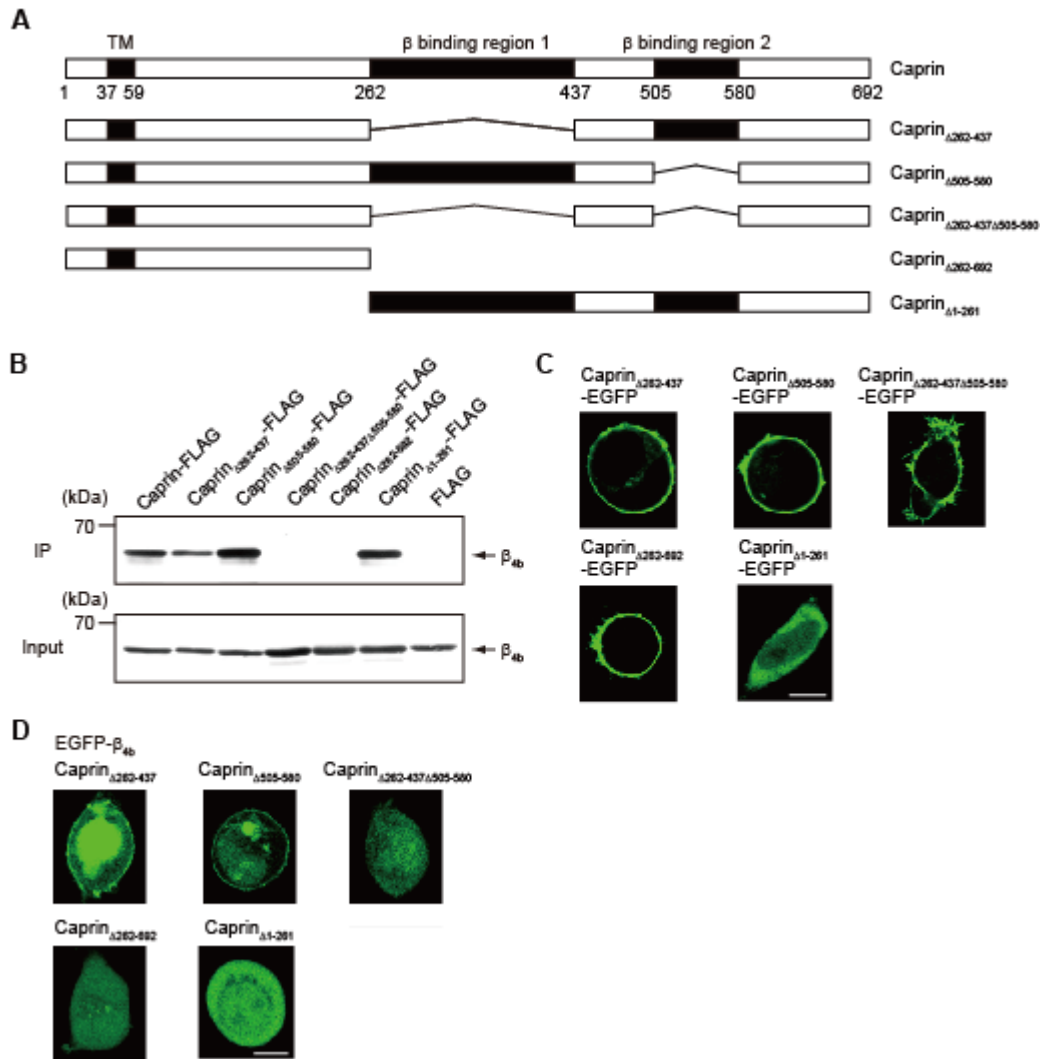 A
TM β binding region 1 β binding region 2
Caprin
1 37 59 262 437 505 580 692
CaprinΔ262-437
CaprinΔ505-580
CaprinΔ262-437Δ505-580
CaprinΔ262-692
CaprinΔ1-261
B
Caprin-FLAG
CaprinΔ262-437-FLAG
CaprinΔ505-580-FLAG
CaprinΔ262-437Δ505-580-FLAG
CaprinΔ262-692-FLAG
CaprinΔ1-261-FLAG
FLAG
(kDa)
70
IP
β4b
(kDa)
70
Input
β4b
C
CaprinΔ262-437 CaprinΔ505-580 CaprinΔ262-437Δ505-580
-EGFP -EGFP -EGFP
CaprinΔ262-692 CaprinΔ1-261
-EGFP -EGFP
D
EGFP-β4b
CaprinΔ262-437 CaprinΔ505-580 CaprinΔ262-437Δ505-580
CaprinΔ262-692 CaprinΔ1-261